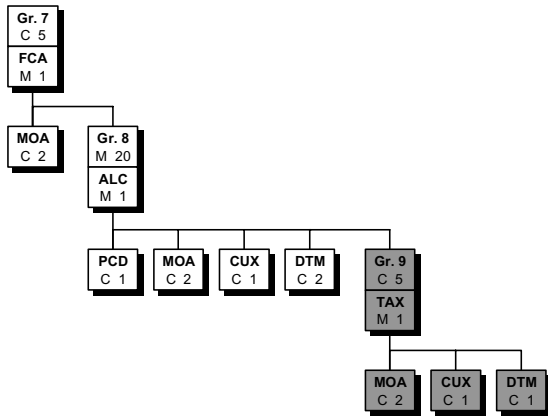 Gr. 7
C 5
FCA
M 1
MOA
C 2
Gr. 8
M 20
ALC
M 1
PCD
C 1
MOA
C 2
CUX
C 1
DTM
C 2
Gr. 9
C 5
TAX
M 1
MOA
C 2
CUX
C 1
DTM
C 1